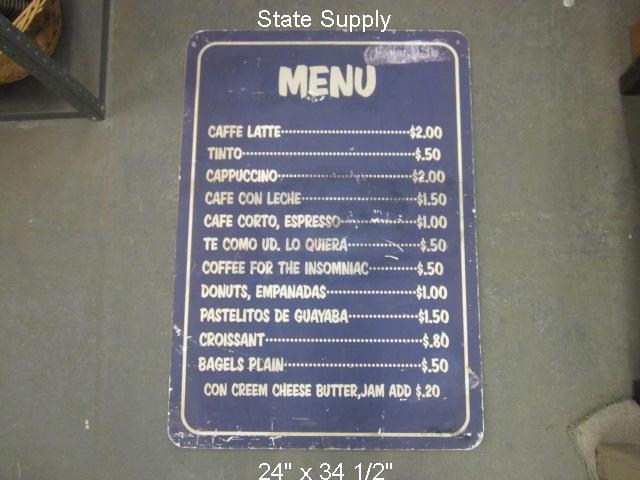 State Supply
MENU
CAFFE LATTE $2.00
TINTO $.50
CAPPUCCINO $2.00
CAFE CON LECHE $1.50
CAFE CORTO, ESPRESSO $1.00
TE COMO UD. LO QUIERA $.50
COFFEE FOR THE INSOMNIAC $.50
DONUTS, EMPANADAS $1.00
PASTELITOS DE GUAYABA $1.50
CROISSANT $.80
BAGELS PLAIN $.50
CON CREEM CHEESE BUTTER,JAM ADD $.20
24" x 34 1/2"